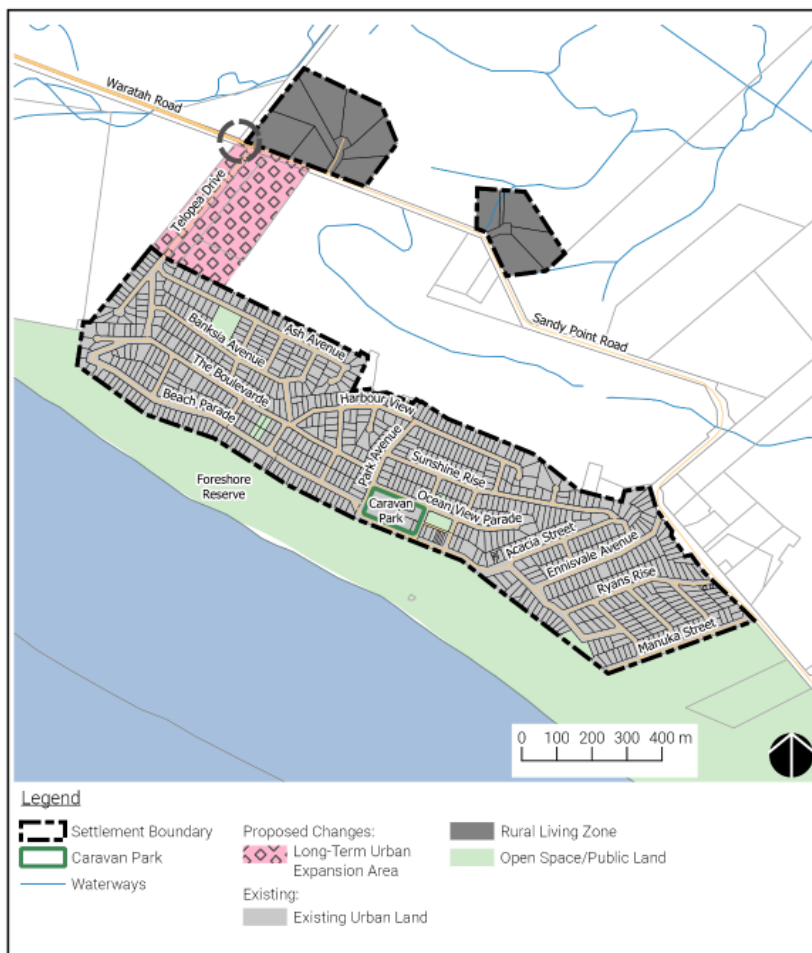 Waratah Road
Telopea Drive
Sandy Point Road
Ash Avenue
Banksia Avenue
The Boulevarde
Harbour View
Beach Parade
Park Avenue
Sunshine Rise
Foreshore
Reserve
Caravan
Park
Ocean View Parade
Acacia Street
Ennisvale Avenue
Ryans Rise
Manuka Street
0 100 200 300 400 m
Legend
Settlement Boundary
Caravan Park
Waterways
Proposed Changes:
Long-Term Urban
Expansion Area
Existing:
Existing Urban Land
Rural Living Zone
Open Space/Public Land